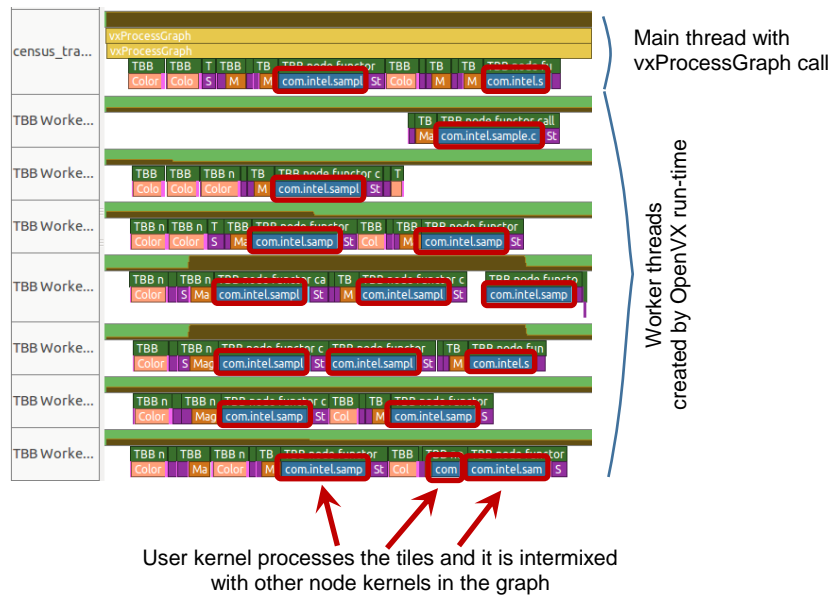 census_tra...
vxProcessGraph
vxProcessGraph
TBB TBB T TBB TB TBB node functor TBB TB TB TBB node fu
Color Colo S M M com.intel.sampl St Colo M M com.intel.s
Main thread with
vxProcessGraph call
TBB Worke...
TB TBB node functor call
Ma com.intel.sample.c St
TBB Worke...
TBB TBB TBB n TB TBB node functor c T
Colo Colo Color M com.intel.sampl
TBB Worke...
TBB n TBB n T TBB TBB node functor TBB TBB TBB node functor
Color Color S Ma com.intel.samp St Col M com.intel.samp St
TBB Worke...
TBB n TBB n TBB node functor ca TB TBB node functor c TBB node functo
Color S Ma com.intel.sampl St M com.intel.sampl St com.intel.samp
TBB Worke...
TBB TBB n TBB node functor TBB node functor TB TBB node fun
Color S Mag com.intel.sampl St com.intel.sampl St M com.intel.s
TBB Worke...
TBB n TBB n TBB node functor c TBB TB TBB node functor
Color Mag com.intel.samp St Col M com.intel.samp S
TBB Worke...
TBB n TBB TBB n TB TBB node functor TBB TBB n TBB node functor
Color Ma Color M com.intel.samp St Col com com.intel.sam S
Worker threads
created by OpenVX run-time
User kernel processes the tiles and it is intermixed
with other node kernels in the graph